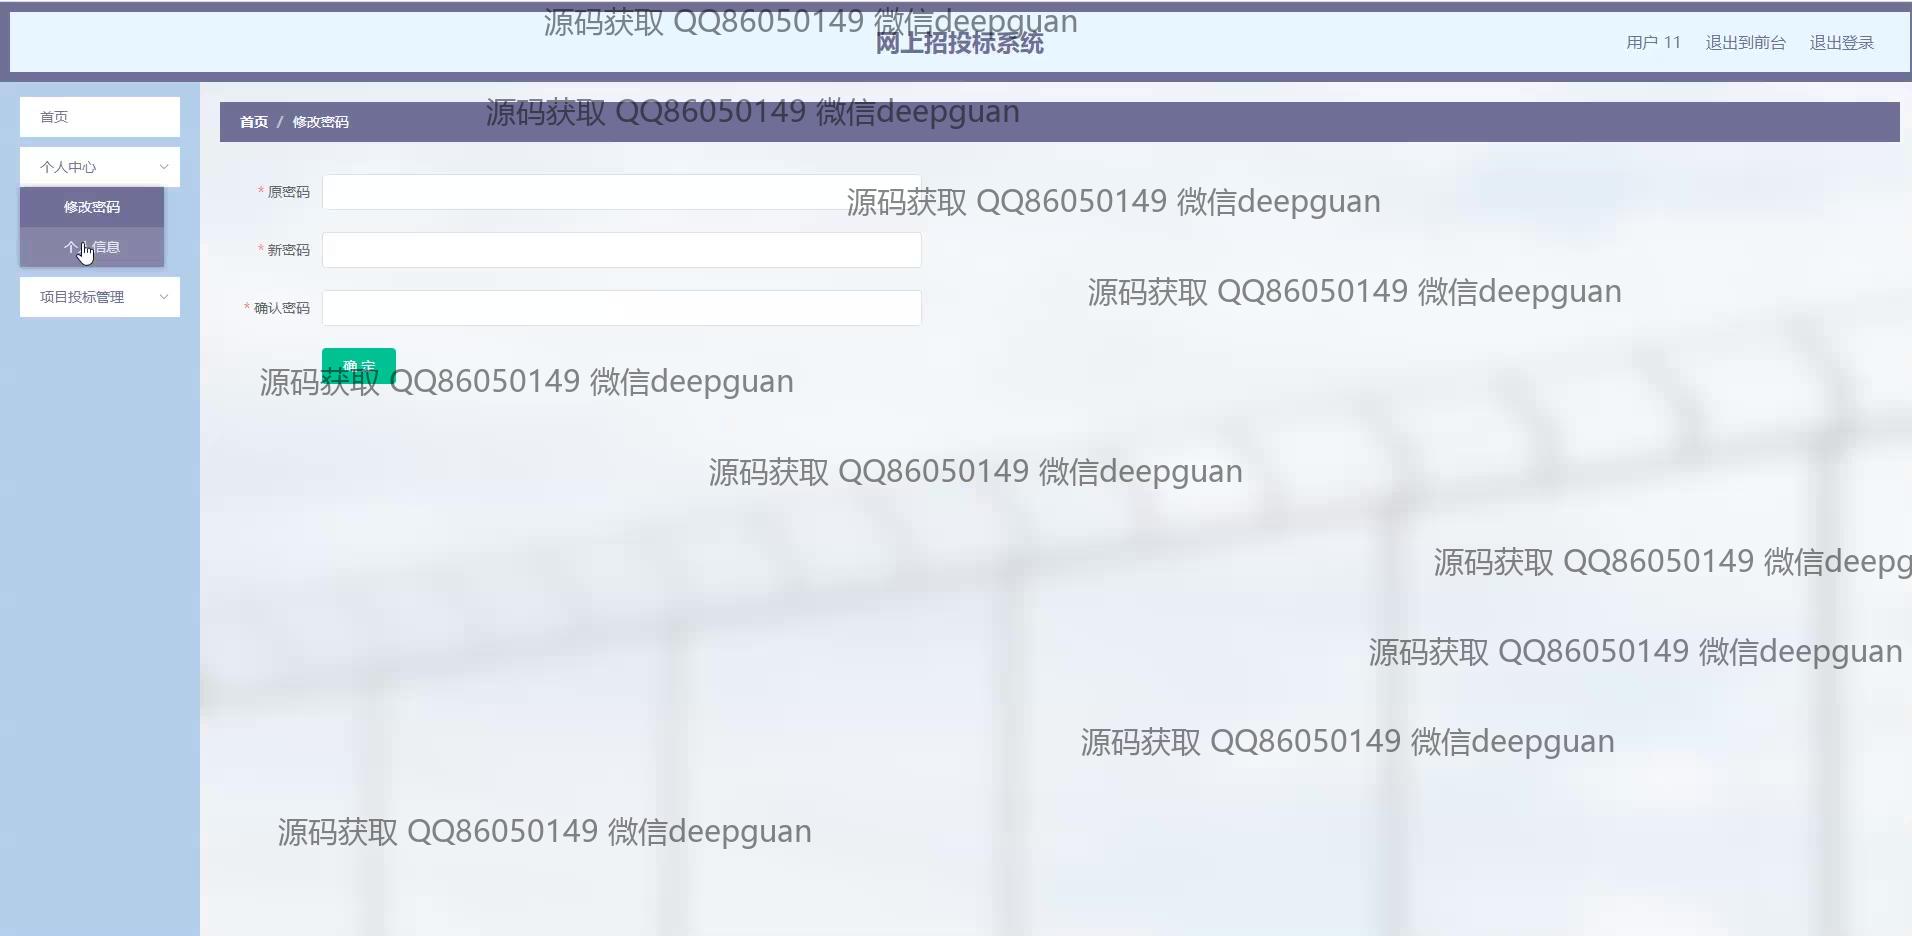 源码获取 QQ86050149 微信deepguan
网上招投标系统
用户 11 退出到前台 退出登录
源码获取 QQ86050149 微信deepguan
首页
首页 / 修改密码
个人中心
* 原密码
源码获取 QQ86050149 微信deepguan
修改密码
个人信息
* 新密码
源码获取 QQ86050149 微信deepguan
项目投标管理
* 确认密码
确 定
源码获取 QQ86050149 微信deepguan
源码获取 QQ86050149 微信deepguan
源码获取 QQ86050149 微信deepg
源码获取 QQ86050149 微信deepguan
源码获取 QQ86050149 微信deepguan
源码获取 QQ86050149 微信deepguan